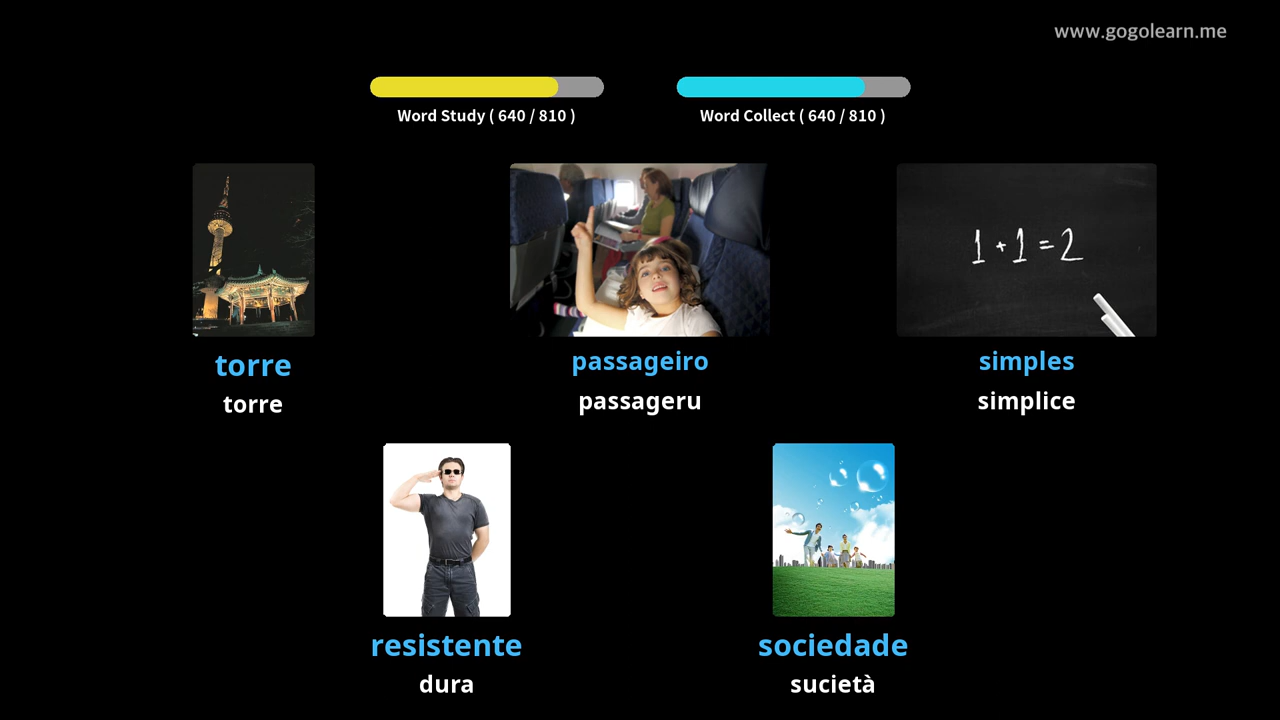 www.gogolearn.me
Word Study ( 640 / 810 )
Word Collect ( 640 / 810 )
1 + 1 = 2
torre
torre
passageiro
passageru
simples
simplice
resistente
dura
sociedade
sucietà